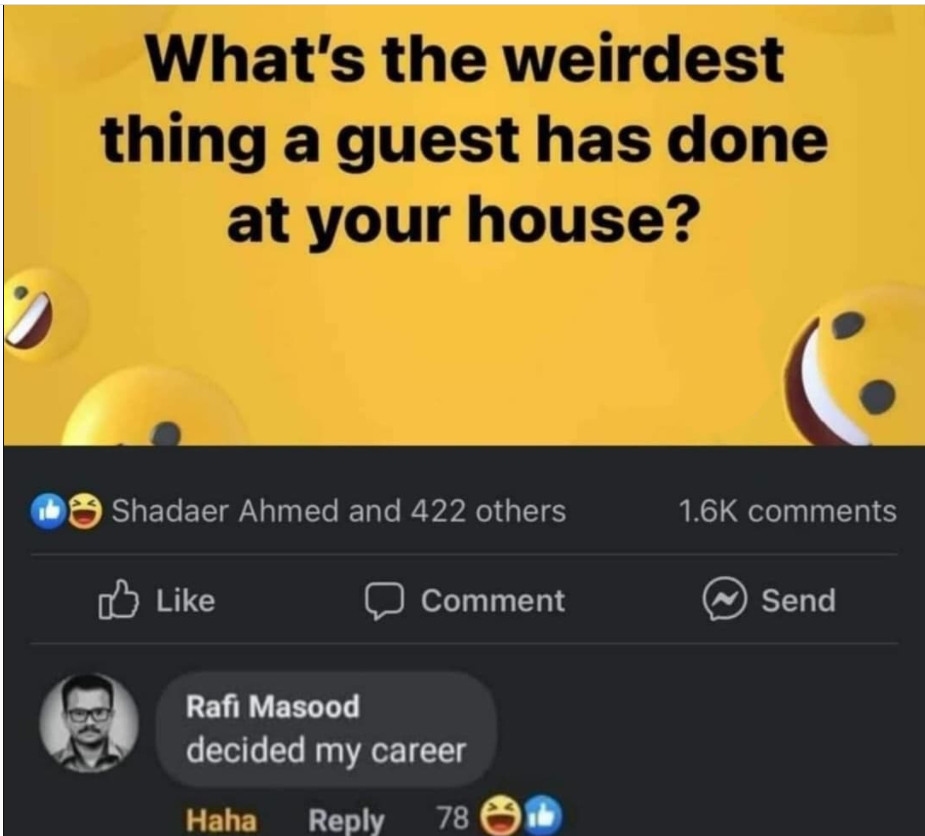 What's the weirdest
thing a guest has done
at your house?
Shadaer Ahmed and 422 others 1.6K comments
Like Comment Send
Rafi Masood
decided my career
Haha Reply 78